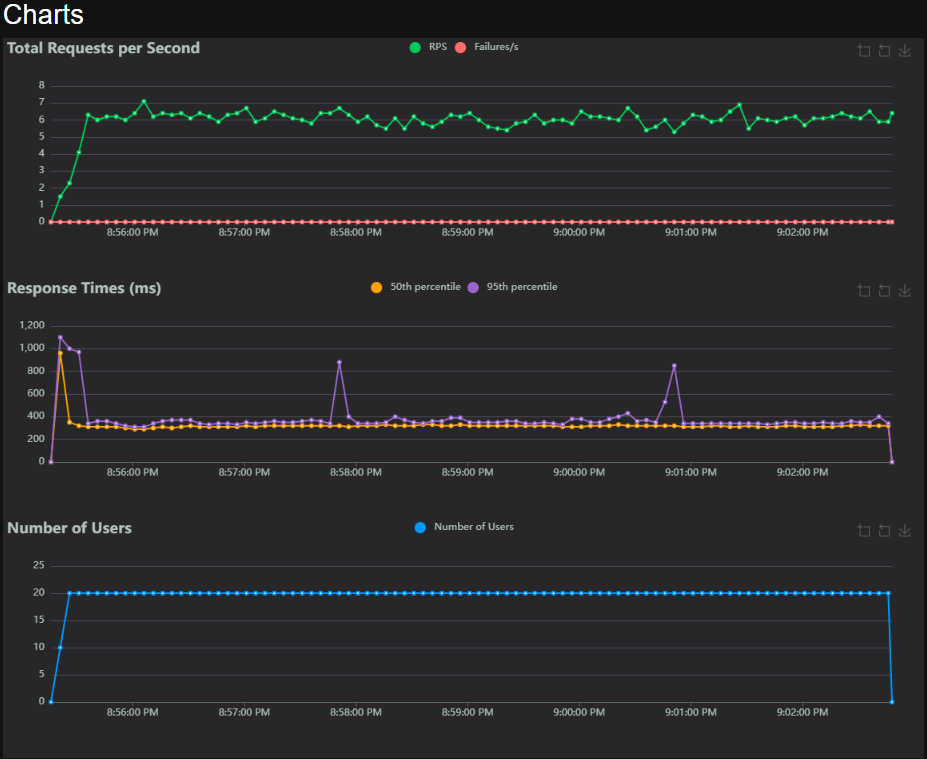 Charts
Total Requests per Second
RPS Failures/s
8
7
6
5
4
3
2
1
0
8:56:00 PM 8:57:00 PM 8:58:00 PM 8:59:00 PM 9:00:00 PM 9:01:00 PM 9:02:00 PM
Response Times (ms)
50th percentile 95th percentile
1,200
1,000
800
600
400
200
0
8:56:00 PM 8:57:00 PM 8:58:00 PM 8:59:00 PM 9:00:00 PM 9:01:00 PM 9:02:00 PM
Number of Users
Number of Users
25
20
15
10
5
0
8:56:00 PM 8:57:00 PM 8:58:00 PM 8:59:00 PM 9:00:00 PM 9:01:00 PM 9:02:00 PM